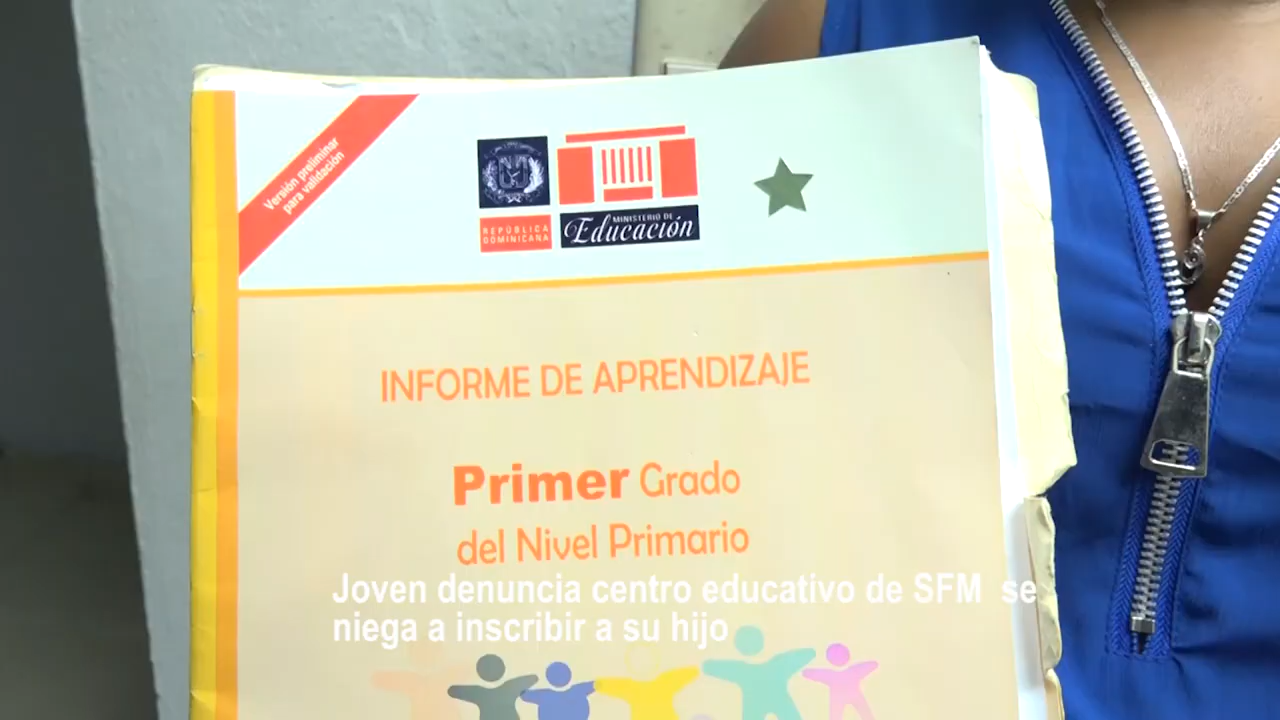 Versión preliminar
para validación
REPÚBLICA
DOMINICANA
MINISTERIO DE
Educación
INFORME DE APRENDIZAJE
Primer Grado
del Nivel Primario
Joven denuncia centro educativo de SFM se
niega a inscribir a su hijo